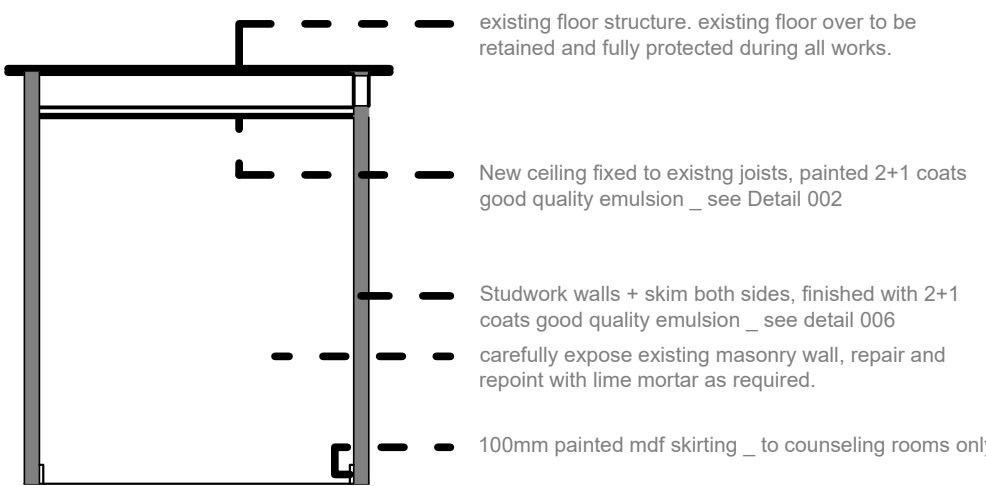 existing floor structure. existing floor over to be
retained and fully protected during all works.
New ceiling fixed to existng joists, painted 2+1 coats
good quality emulsion _ see Detail 002
Studwork walls + skim both sides, finished with 2+1
coats good quality emulsion _ see detail 006
carefully expose existing masonry wall, repair and
repoint with lime mortar as required.
100mm painted mdf skirting _ to counseling rooms only